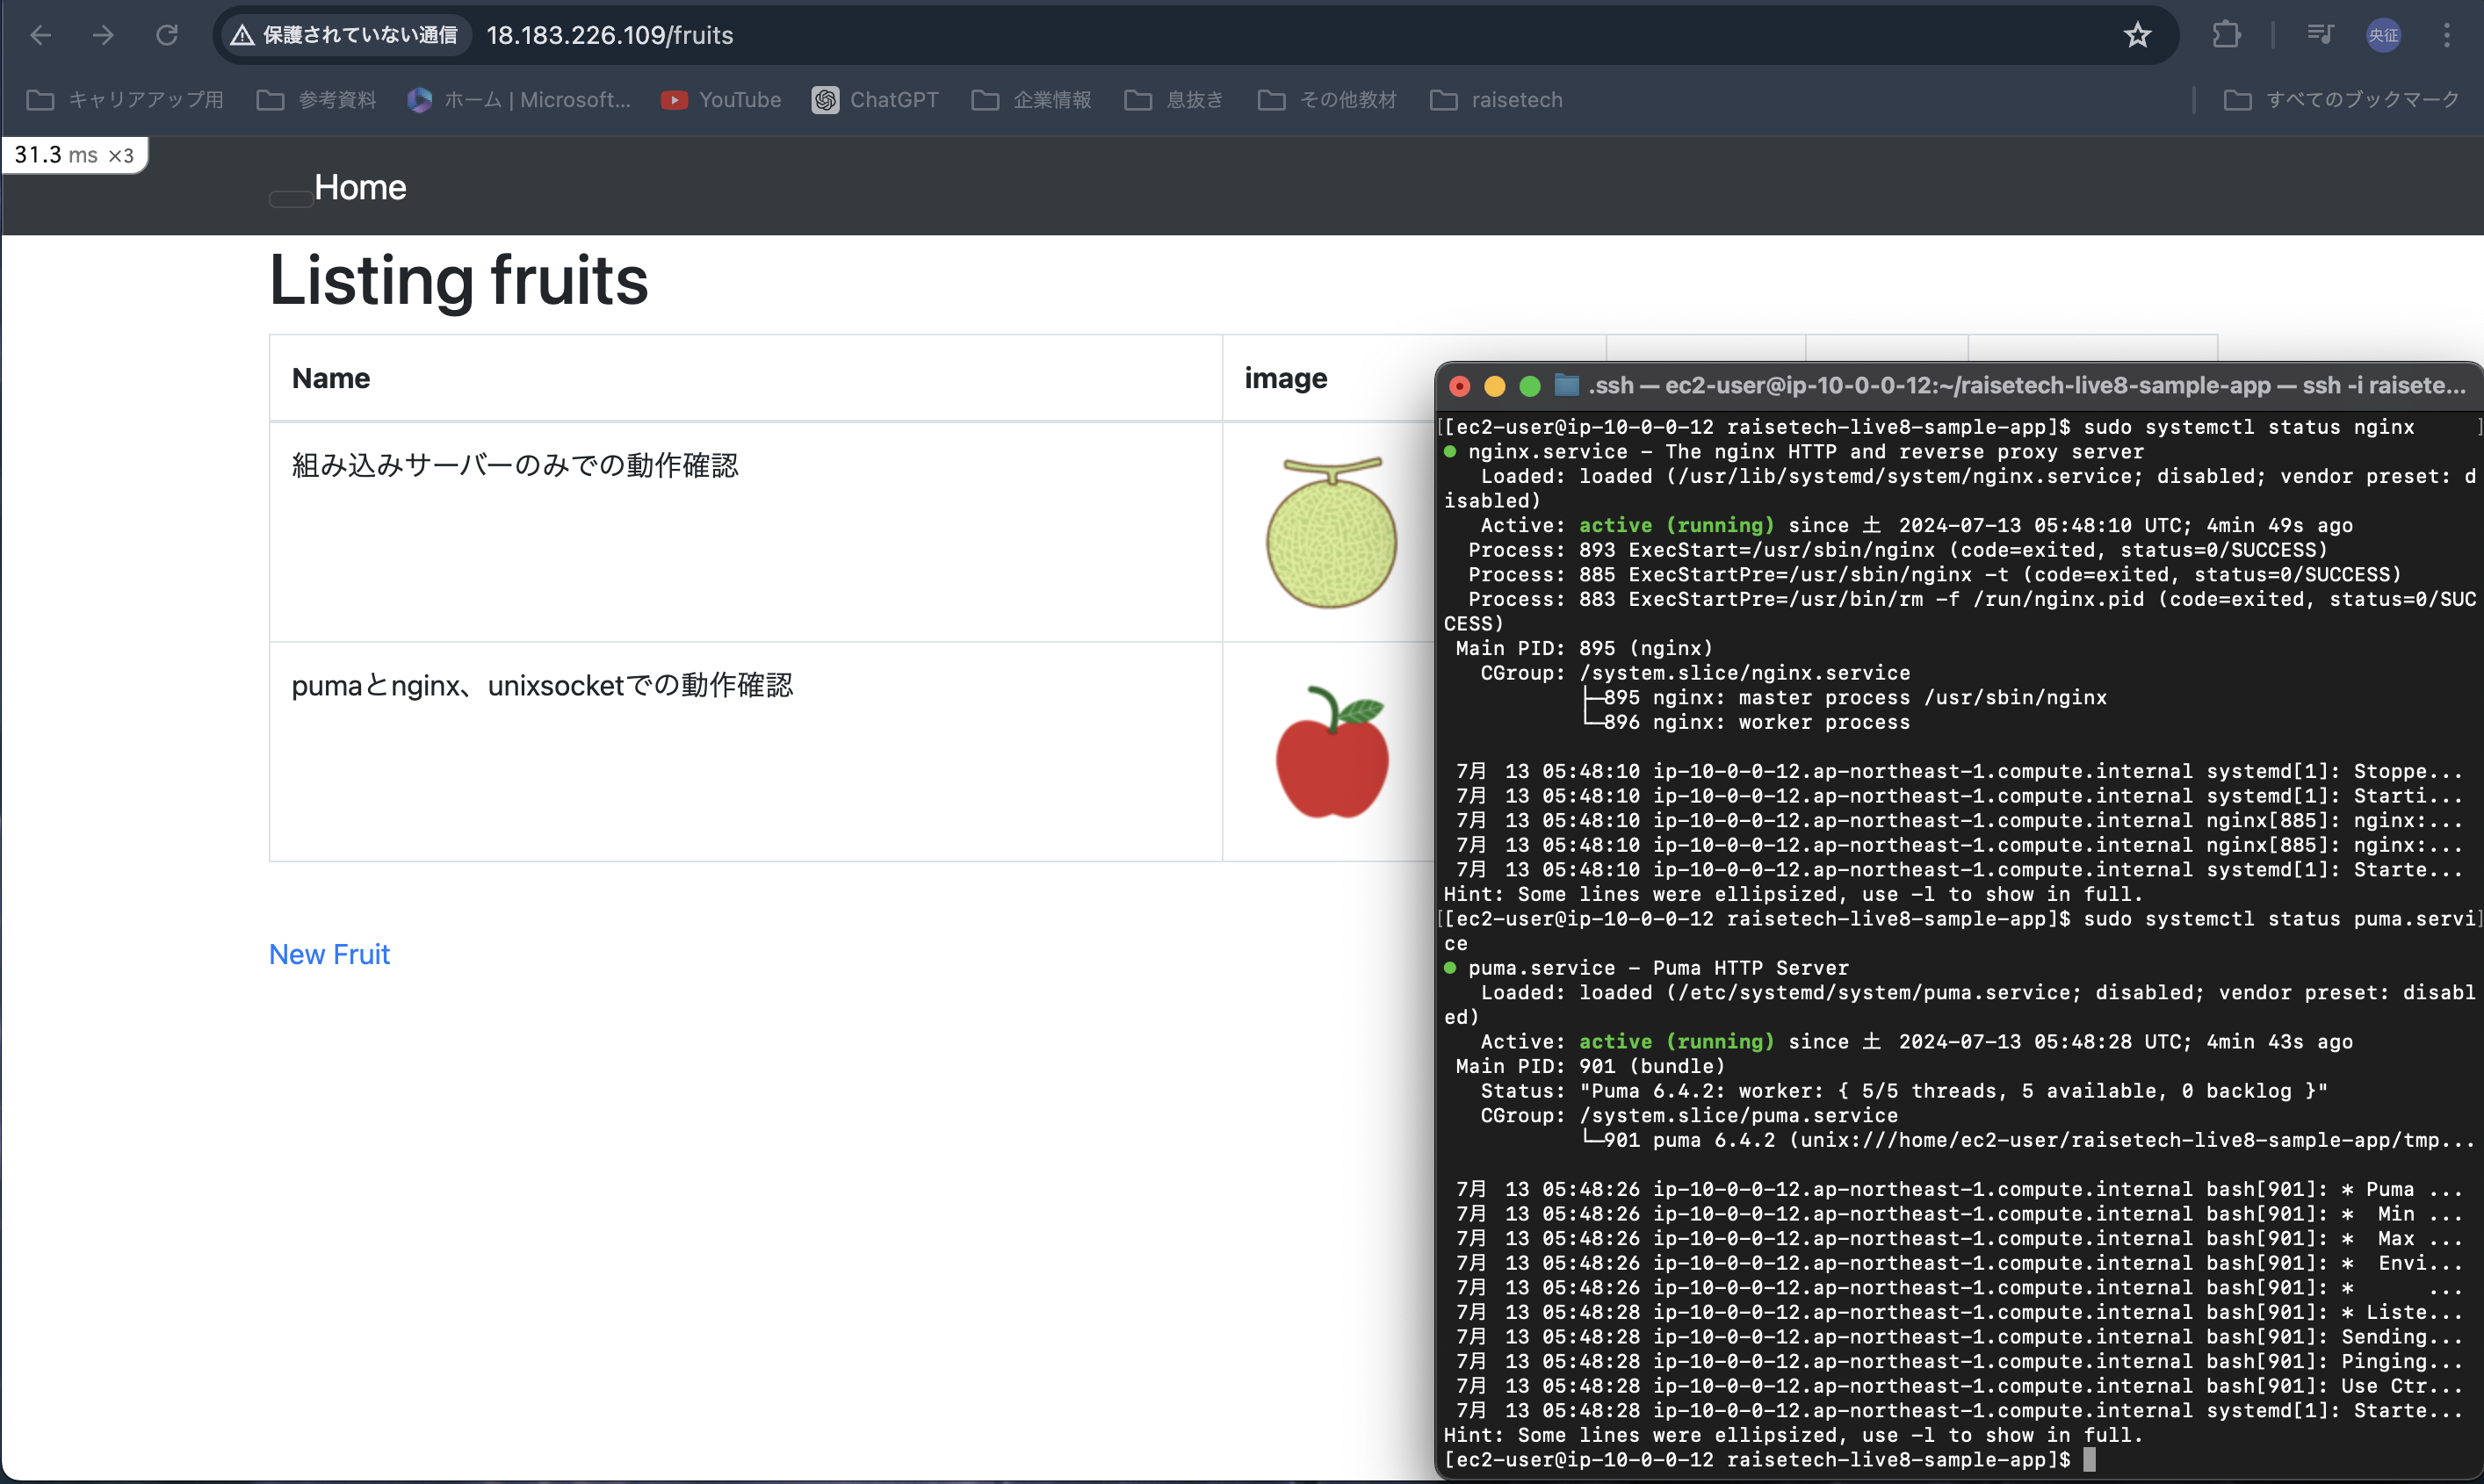 保護されていない通信 18.183.226.109/fruits 央征
キャリアアップ用 参考資料 ホーム | Microsoft... YouTube ChatGPT 企業情報 息抜き その他教材 raisetech すべてのブックマーク
31.3 ms ×3
Home
Listing fruits
Name image
組み込みサーバーのみでの動作確認
pumaとnginx、unixsocketでの動作確認
New Fruit
.ssh — ec2-user@ip-10-0-0-12:~/raisetech-live8-sample-app — ssh -i raisete...
[[ec2-user@ip-10-0-0-12 raisetech-live8-sample-app]$ sudo systemctl status nginx ]
● nginx.service - The nginx HTTP and reverse proxy server
Loaded: loaded (/usr/lib/systemd/system/nginx.service; disabled; vendor preset: d
isabled)
Active: active (running) since 土 2024-07-13 05:48:10 UTC; 4min 49s ago
Process: 893 ExecStart=/usr/sbin/nginx (code=exited, status=0/SUCCESS)
Process: 885 ExecStartPre=/usr/sbin/nginx -t (code=exited, status=0/SUCCESS)
Process: 883 ExecStartPre=/usr/bin/rm -f /run/nginx.pid (code=exited, status=0/SUC
CESS)
Main PID: 895 (nginx)
CGroup: /system.slice/nginx.service
├─895 nginx: master process /usr/sbin/nginx
└─896 nginx: worker process
7月 13 05:48:10 ip-10-0-0-12.ap-northeast-1.compute.internal systemd[1]: Stoppe...
7月 13 05:48:10 ip-10-0-0-12.ap-northeast-1.compute.internal systemd[1]: Starti...
7月 13 05:48:10 ip-10-0-0-12.ap-northeast-1.compute.internal nginx[885]: nginx:...
7月 13 05:48:10 ip-10-0-0-12.ap-northeast-1.compute.internal nginx[885]: nginx:...
7月 13 05:48:10 ip-10-0-0-12.ap-northeast-1.compute.internal systemd[1]: Starte...
Hint: Some lines were ellipsized, use -l to show in full.
[[ec2-user@ip-10-0-0-12 raisetech-live8-sample-app]$ sudo systemctl status puma.servi]
ce
● puma.service - Puma HTTP Server
Loaded: loaded (/etc/systemd/system/puma.service; disabled; vendor preset: disabl
ed)
Active: active (running) since 土 2024-07-13 05:48:28 UTC; 4min 43s ago
Main PID: 901 (bundle)
Status: "Puma 6.4.2: worker: { 5/5 threads, 5 available, 0 backlog }"
CGroup: /system.slice/puma.service
└─901 puma 6.4.2 (unix:///home/ec2-user/raisetech-live8-sample-app/tmp...
7月 13 05:48:26 ip-10-0-0-12.ap-northeast-1.compute.internal bash[901]: * Puma ...
7月 13 05:48:26 ip-10-0-0-12.ap-northeast-1.compute.internal bash[901]: *  Min ...
7月 13 05:48:26 ip-10-0-0-12.ap-northeast-1.compute.internal bash[901]: *  Max ...
7月 13 05:48:26 ip-10-0-0-12.ap-northeast-1.compute.internal bash[901]: *  Envi...
7月 13 05:48:26 ip-10-0-0-12.ap-northeast-1.compute.internal bash[901]: *      ...
7月 13 05:48:28 ip-10-0-0-12.ap-northeast-1.compute.internal bash[901]: * Liste...
7月 13 05:48:28 ip-10-0-0-12.ap-northeast-1.compute.internal bash[901]: Sending...
7月 13 05:48:28 ip-10-0-0-12.ap-northeast-1.compute.internal bash[901]: Pinging...
7月 13 05:48:28 ip-10-0-0-12.ap-northeast-1.compute.internal bash[901]: Use Ctr...
7月 13 05:48:28 ip-10-0-0-12.ap-northeast-1.compute.internal systemd[1]: Starte...
Hint: Some lines were ellipsized, use -l to show in full.
[ec2-user@ip-10-0-0-12 raisetech-live8-sample-app]$